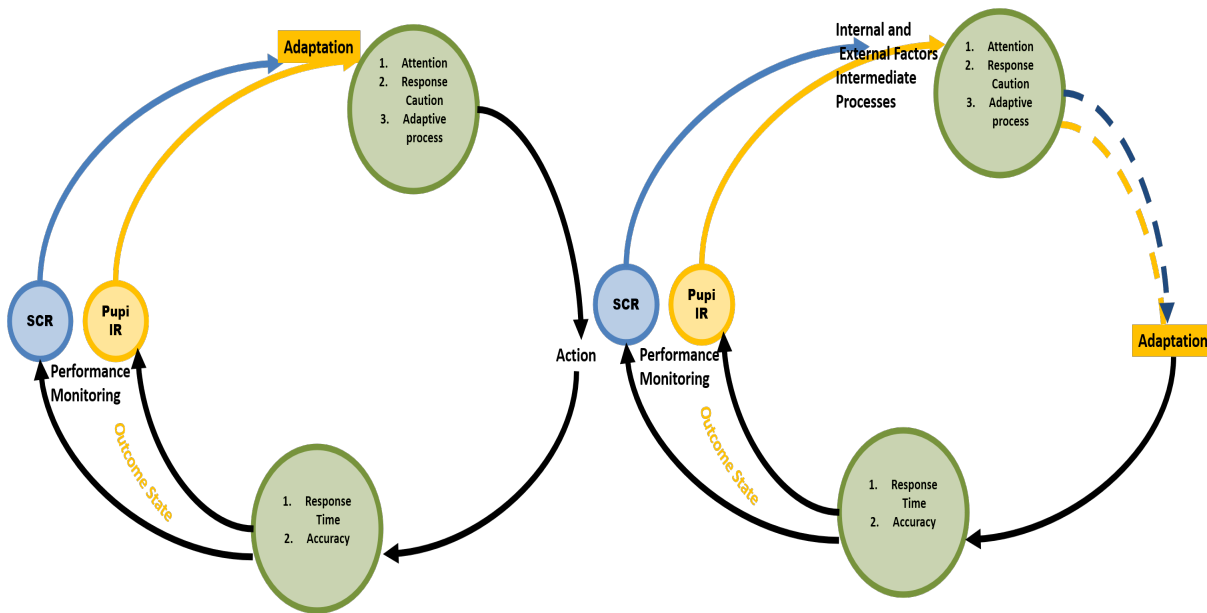 Adaptation
1. Attention
2. Response
Caution
3. Adaptive
process
SCR
Pupi
IR
Performance
Monitoring
Action
Outcome State
1. Response
Time
2. Accuracy
Internal and
External Factors
Intermediate
Processes
1. Attention
2. Response
Caution
3. Adaptive
process
SCR
Pupi
IR
Performance
Monitoring
Adaptation
Outcome State
1. Response
Time
2. Accuracy